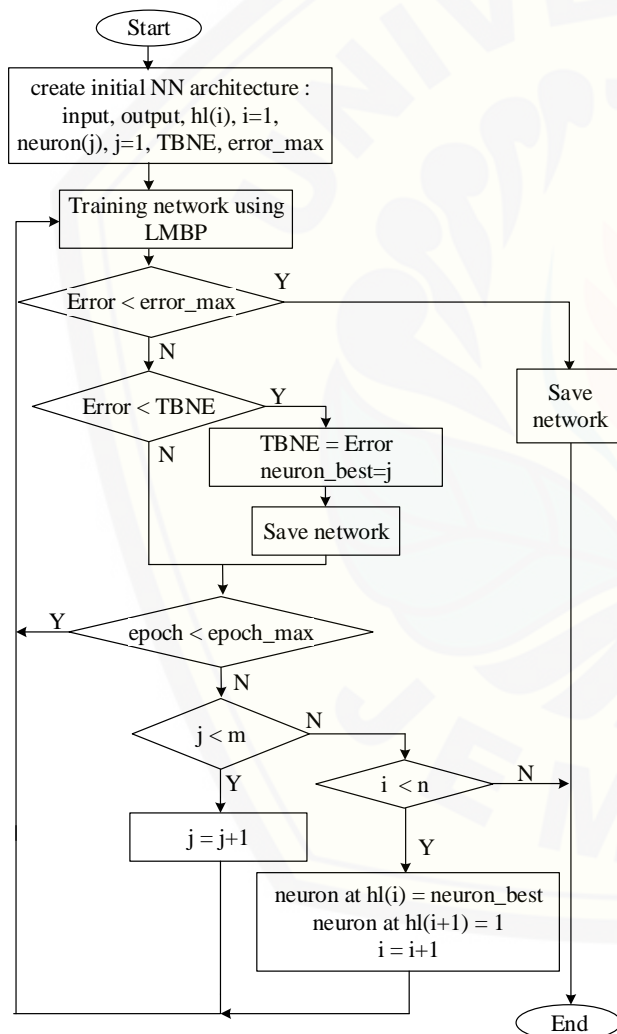 Start
create initial NN architecture :
input, output, hl(i), i=1,
neuron(j), j=1, TBNE, error_max
Training network using
LMBP
Error < error_max
Y
N
Error < TBNE
Y
N
TBNE = Error
neuron_best=j
Save network
Save
network
epoch < epoch_max
Y
N
j < m
N
Y
i < n
N
Y
j = j+1
neuron at hl(i) = neuron_best
neuron at hl(i+1) = 1
i = i+1
End
UNIVE
JEM